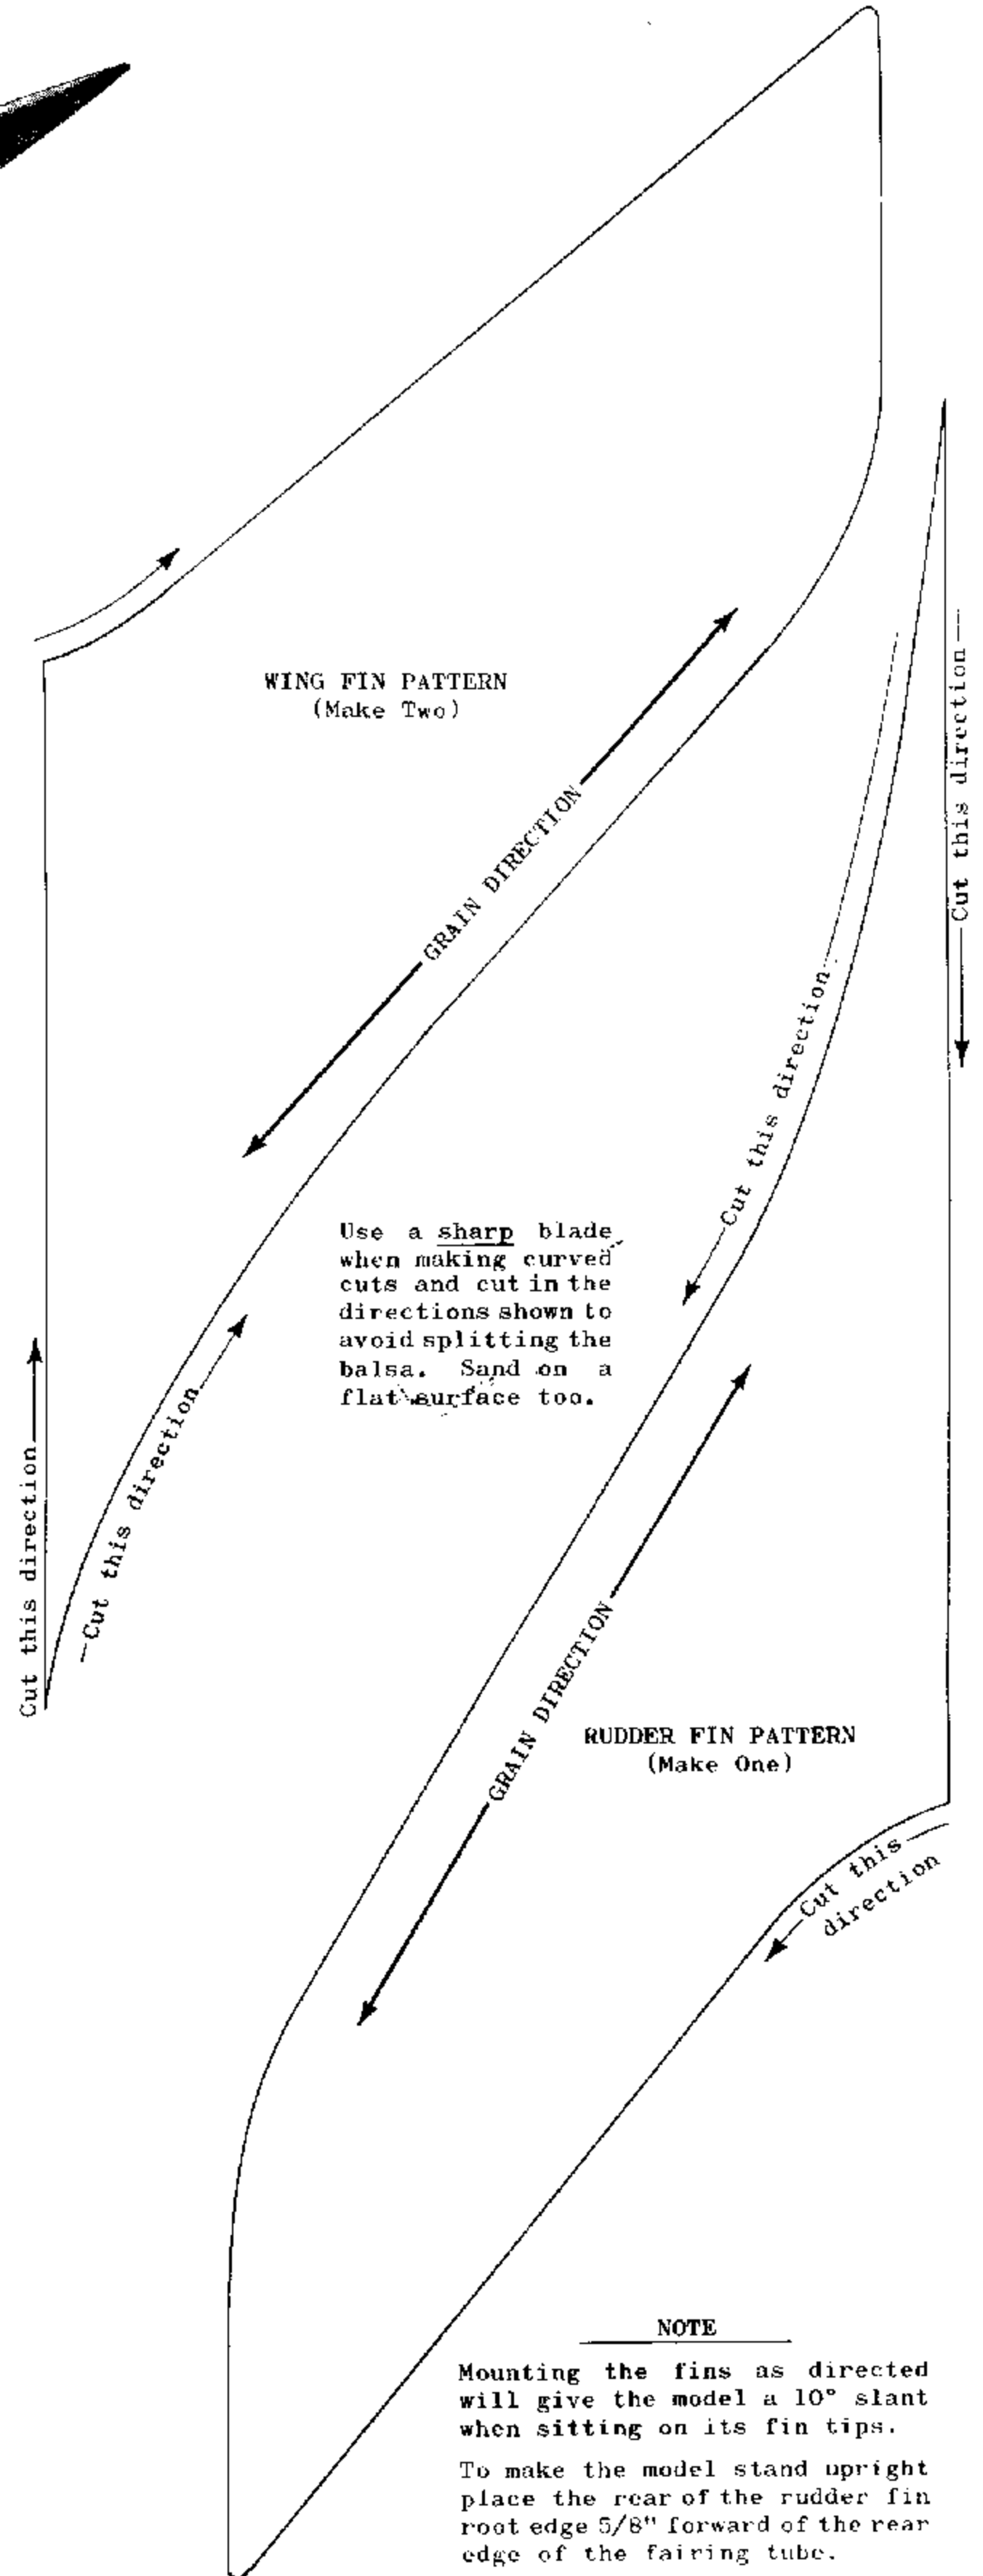 WING FIN PATTERN
(Make Two)
GRAIN DIRECTION
Cut this direction
Cut this direction
Cut this direction
Cut this direction
Use a sharp blade
when making curved
cuts and cut in the
directions shown to
avoid splitting the
balsa. Sand on a
flat surface too.
GRAIN DIRECTION
RUDDER FIN PATTERN
(Make One)
Cut this
direction
NOTE
Mounting the fins as directed
will give the model a 10° slant
when sitting on its fin tips.
To make the model stand upright
place the rear of the rudder fin
root edge 5/8" forward of the rear
edge of the fairing tube.